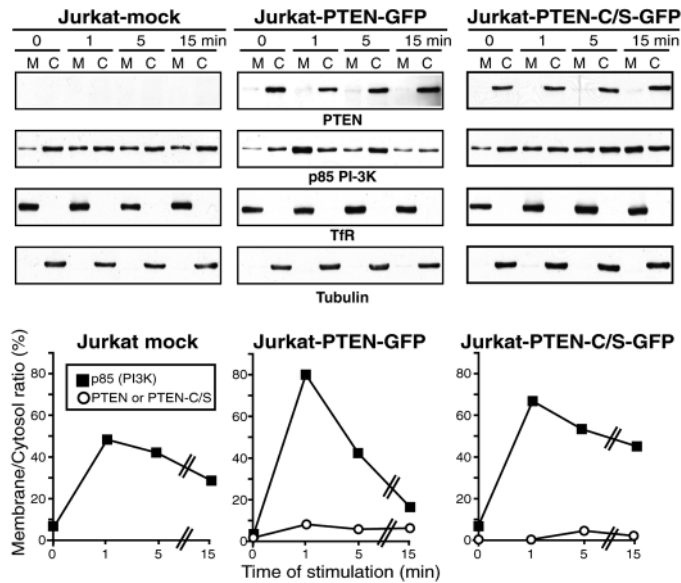 Jurkat-mock Jurkat-PTEN-GFP Jurkat-PTEN-C/S-GFP
0 1 5 15 min 0 1 5 15 min 0 1 5 15 min
M C M C M C M C M C M C M C M C M C M C M C M C
PTEN
p85 PI-3K
TfR
Tubulin
Jurkat mock Jurkat-PTEN-GFP Jurkat-PTEN-C/S-GFP
Membrane/Cytosol ratio (%)
p85 (PI3K)
PTEN or PTEN-C/S
80 80 80
60 60 60
40 40 40
20 20 20
0 0 0
0 1 5 15 0 1 5 15 0 1 5 15
Time of stimulation (min)